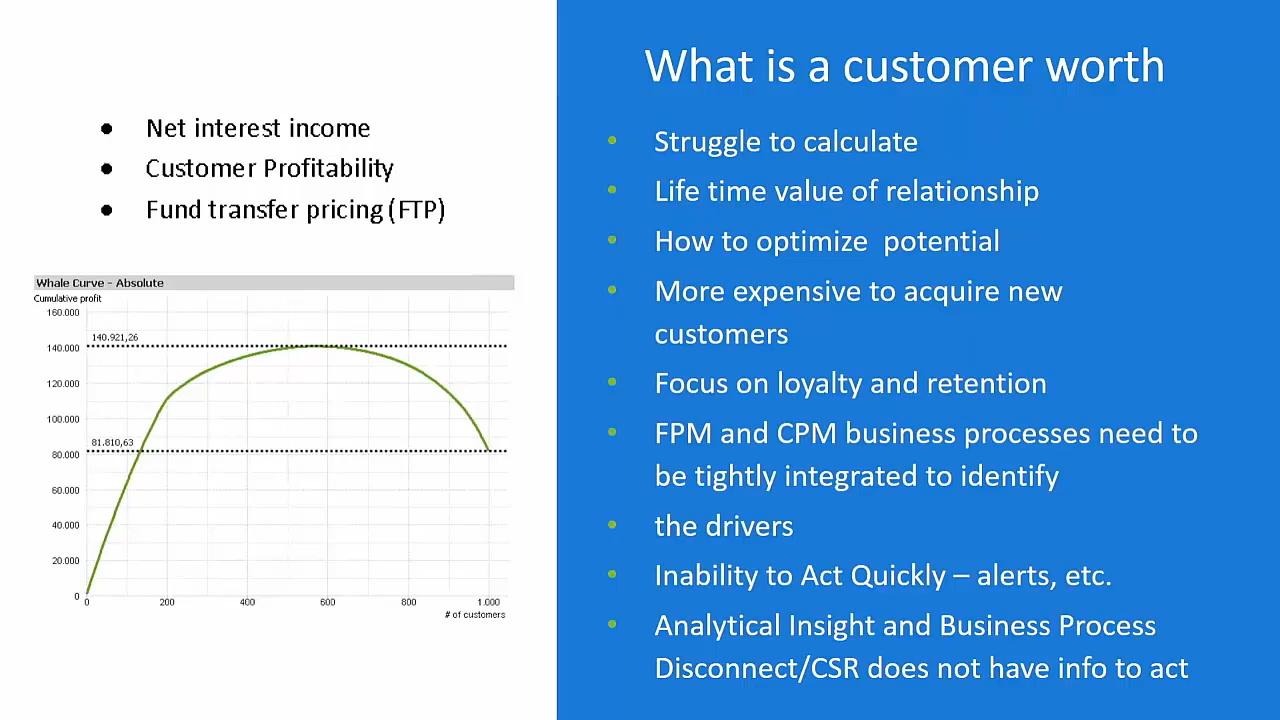 ● Net interest income
● Customer Profitability
● Fund transfer pricing (FTP)
Whale Curve - Absolute
Cumulative profit
160.000
140.921,26
140.000
120.000
100.000
81.810,63
80.000
60.000
40.000
20.000
0
0 200 400 600 800 1.000
# of customers
What is a customer worth
• Struggle to calculate
• Life time value of relationship
• How to optimize  potential
• More expensive to acquire new
customers
• Focus on loyalty and retention
• FPM and CPM business processes need to
be tightly integrated to identify
• the drivers
• Inability to Act Quickly – alerts, etc.
• Analytical Insight and Business Process
Disconnect/CSR does not have info to act